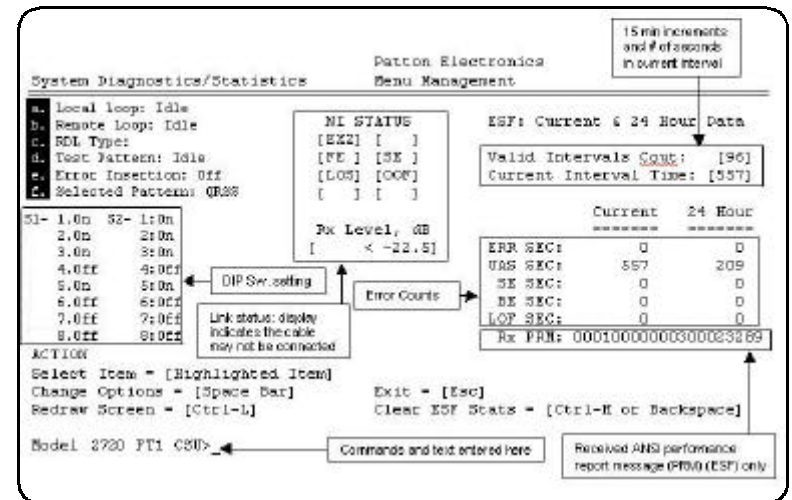 15 min increments
and # of seconds
in current interval
Patton Electronics
System Diagnostics/Statistics
Menu Management
a. Local loop: Idle
b. Remote Loop: Idle
c. RDL Type:
d. Test Pattern: Idle
e. Error Insertion: Off
f. Selected Pattern: QRSS
NI STATUS
[EXZ] [ ]
[FE ] [SE ]
[LOS] [OOF]
[ ] [ ]
Rx Level, dB
[ < -22.5]
ESF: Current & 24 Hour Data
Valid Intervals Cout: [96]
Current Interval Time: [557]
S1- 1.On S2- 1:On
2.On 2:On
3.On 3:On
4.Off 4:Off
5.On 5:On
6.Off 6:Off
7.Off 7:Off
8.Off 8:Off
DIP Sw. setting
Link status: display
indicates the cable
may not be connected
Error Counts
Current 24 Hour
ERR SEC: 0 0
UAS SEC: 557 209
SE SEC: 0 0
BE SEC: 0 0
LOF SEC: 0 0
Rx PRM:
ACTION
Select Item = [Highlighted Item]
Change Options = [Space Bar]
Exit = [Esc]
Redraw Screen = [Ctrl-L]
Clear ESF Stats = [Ctrl-H or Backspace]
Model 2720 FT1 CSU>_
Commands and text entered here
Received ANSI performance
report message (PRM) (ESF) only